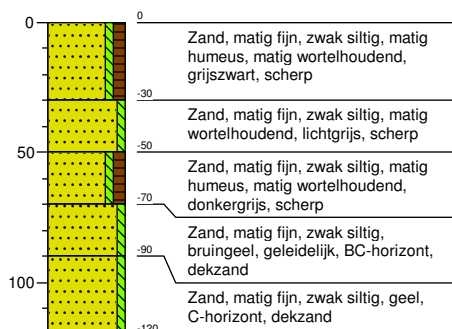 0
0
Zand, matig fijn, zwak siltig, matig
humeus, matig wortelhoudend,
grijszwart, scherp
-30
Zand, matig fijn, zwak siltig, matig
wortelhoudend, lichtgrijs, scherp
50
-50
Zand, matig fijn, zwak siltig, matig
humeus, matig wortelhoudend,
donkergrijs, scherp
-70
Zand, matig fijn, zwak siltig,
bruingeel, geleidelijk, BC-horizont,
dekzand
-90
100
Zand, matig fijn, zwak siltig, geel,
C-horizont, dekzand
-120